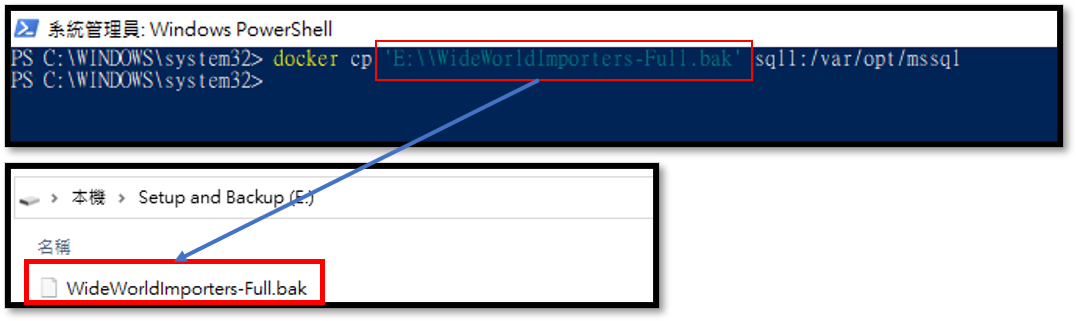 系統管理員: Windows PowerShell
PS C:\WINDOWS\system32> docker cp 'E:\\WideWorldImporters-Full.bak' sql1:/var/opt/mssql
PS C:\WINDOWS\system32>
本機 > Setup and Backup (E:)
名稱
WideWorldImporters-Full.bak